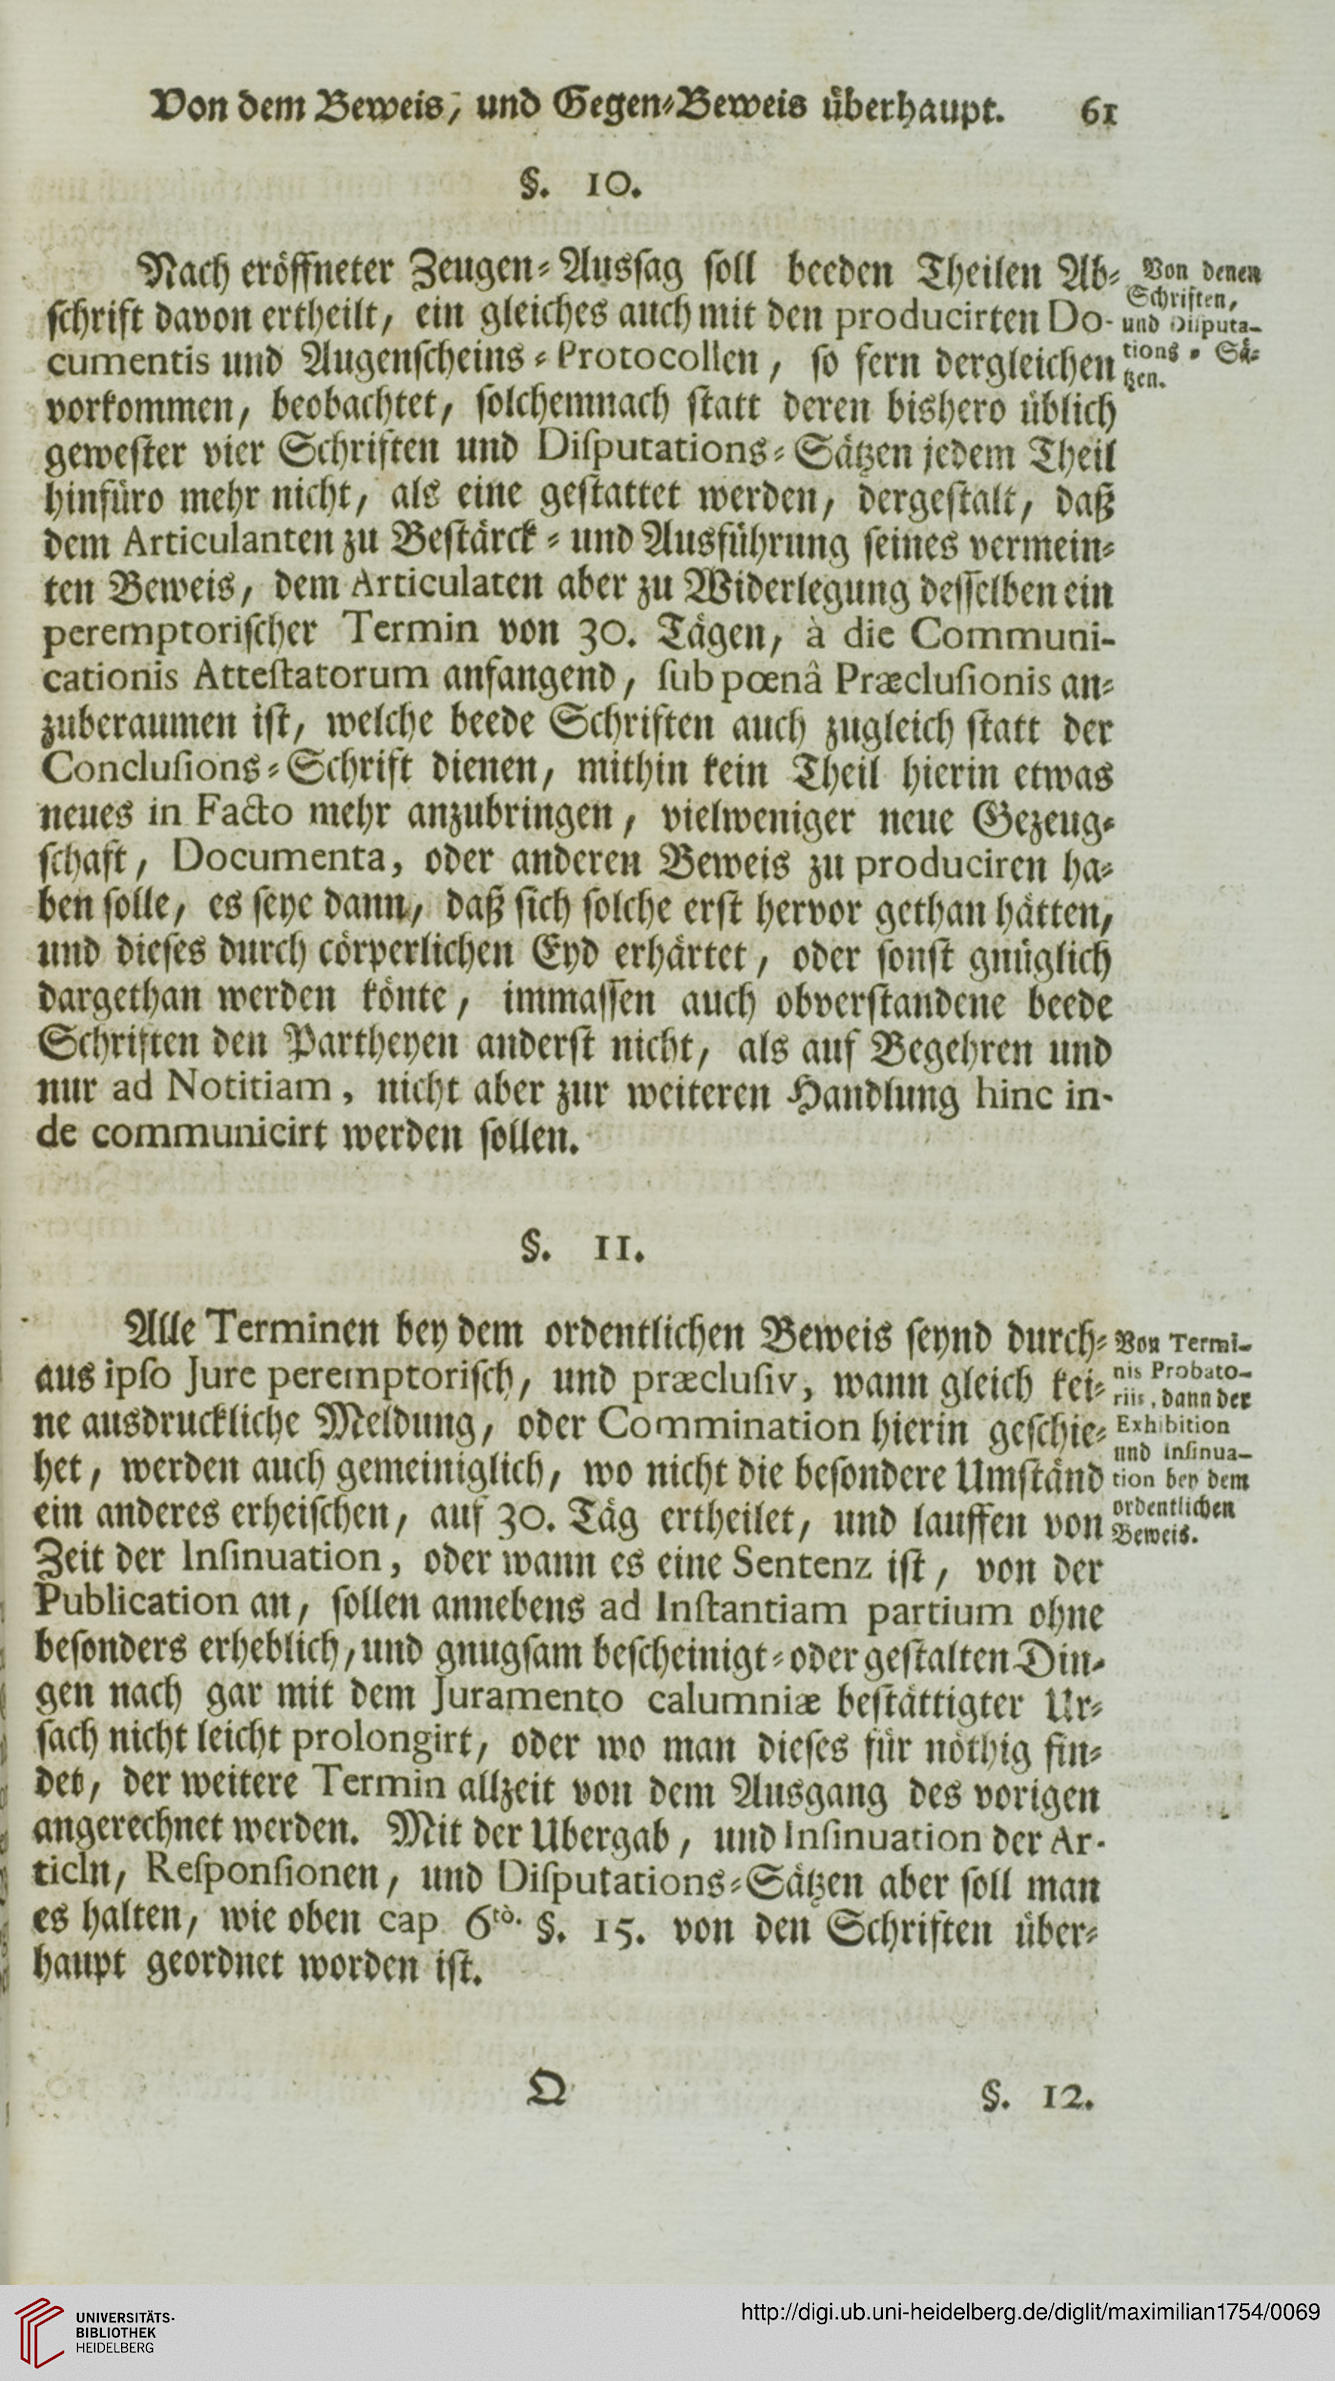 Von dem Beweis, und Gegen-Beweis überhaupt. 61
§. 10.
Nach eröffneter Zeugen-Aussag soll beeden Theilen Ab-
schrift davon ertheilt, ein gleiches auch mit den producirten Do-
cumentis und Augenscheins-Protocollen, so fern dergleichen
vorkommen, beobachtet, solchemnach statt deren bishero üblich
gewester vier Schriften und Disputations-Sätzen jedem Theil
hinfüro mehr nicht, als eine gestattet werden, dergestalt, daß
dem Articulanten zu Bestärck- und Ausführung seines vermein-
ten Beweis, dem Articulaten aber zu Widerlegung desselben ein
peremptorischer Termin von 30. Tägen, à die Communi-
cationis Attestatorum anfangend, sub pœnâ Præclusionis an-
zuberaumen ist, welche beede Schriften auch zugleich statt der
Conclusions-Schrift dienen, mithin kein Theil hierin etwas
neues in Facto mehr anzubringen, vielweniger neue Gezeug-
schaft, Documenta, oder anderen Beweis zu produciren ha-
ben solle, es seye dann, daß sich solche erst hervor gethan hätten,
und dieses durch cörperlichen Eyd erhärtet, oder sonst gnüglich
dargethan werden könte, immassen auch obverstandene beede
Schriften den Partheyen anderst nicht, als auf Begehren und
nur ad Notitiam, nicht aber zur weiteren Handlung hinc in-
de communicirt werden sollen.
Von denen
Schriften,
und Disputa-
tions-Sä-
tzen.
§. 11.
Alle Terminen bey dem ordentlichen Beweis seynd durch-
aus ipso Jure peremptorisch, und præclusiv, wann gleich kei-
ne ausdruckliche Meldung, oder Commination hierin geschie-
het, werden auch gemeiniglich, wo nicht die besondere Umständ
ein anderes erheischen, auf 30. Täg ertheilet, und lauffen von
Zeit der Insinuation, oder wann es eine Sentenz ist, von der
Publication an, sollen annebens ad Instantiam partium ohne
besonders erheblich, und gnugsam bescheinigt-oder gestalten Din-
gen nach gar mit dem Juramento calumniæ bestättigter Ur-
sach nicht leicht prolongirt, oder wo man dieses für nöthig fin-
det, der weitere Termin allzeit von dem Ausgang des vorigen
angerechnet werden. Mit der Ubergab, und Insinuation der Ar-
ticln, Responsionen, und Disputations-Sätzen aber soll man
es halten, wie oben cap 6tò. §. 15. von den Schriften über-
haupt geordnet worden ist.
Von Termi-
nis Probato-
riis, dann der
Exhibition
und Insinua-
tion bey dem
ordentlichen
Beweis.
Q §. 12.
UNIVERSITÄTS-
BIBLIOTHEK
HEIDELBERG
http://digi.ub.uni-heidelberg.de/diglit/maximilian1754/0069